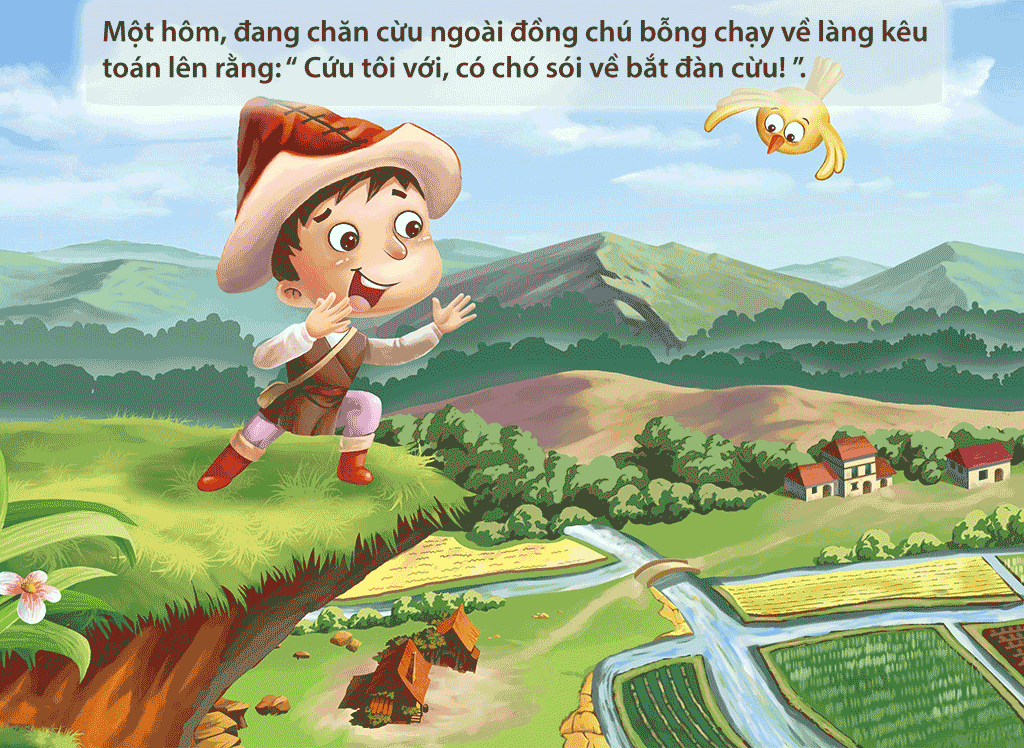 Một hôm, đang chăn cừu ngoài đồng chú bỗng chạy về làng kêu
toán lên rằng: “ Cứu tôi với, có chó sói về bắt đàn cừu! ”.